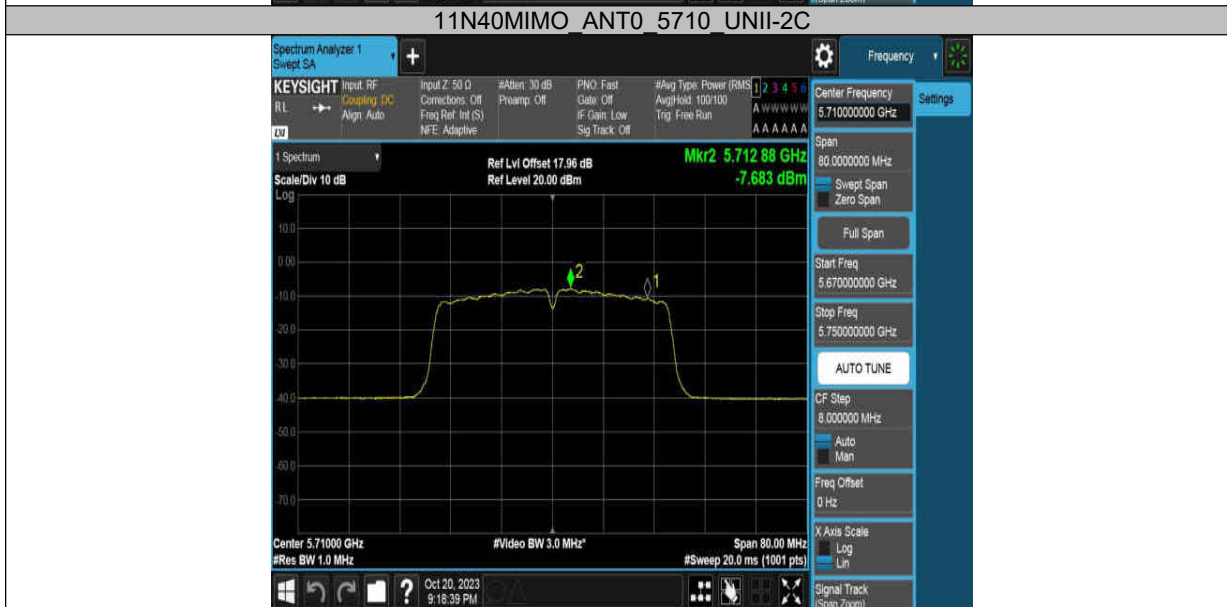 (Span Zoom)
11N40MIMO_ANT0_5710_UNII-2C
Spectrum Analyzer 1
Swept SA
+
Frequency
KEYSIGHT
RL
LV
Input: RF
Coupling: DC
Align: Auto
Input Z: 50 Ω
Corrections: Off
Freq Ref: Int (S)
NFE: Adaptive
#Atten: 30 dB
Preamp: Off
PNO: Fast
Gate: Off
IF Gain: Low
Sig Track: Off
#Avg Type: Power (RMS
Avg|Hold: 100/100
Trig: Free Run
1 2 3 4 5 6
A W W W W W
A A A A A A
Center Frequency
5.710000000 GHz
Settings
Span
80.0000000 MHz
Swept Span
Zero Span
Full Span
Start Freq
5.670000000 GHz
Stop Freq
5.750000000 GHz
AUTO TUNE
CF Step
8.000000 MHz
Auto
Man
Freq Offset
0 Hz
X Axis Scale
Log
Lin
Signal Track
(Span Zoom)
1 Spectrum
Scale/Div 10 dB
Log
Ref Lvl Offset 17.96 dB
Ref Level 20.00 dBm
Mkr2 5.712 88 GHz
-7.683 dBm
10.0
0.00
-10.0
-20.0
-30.0
-40.0
-50.0
-60.0
-70.0
2
1
Center 5.71000 GHz
#Res BW 1.0 MHz
#Video BW 3.0 MHz*
Span 80.00 MHz
#Sweep 20.0 ms (1001 pts)
?
Oct 20, 2023
9:18:39 PM